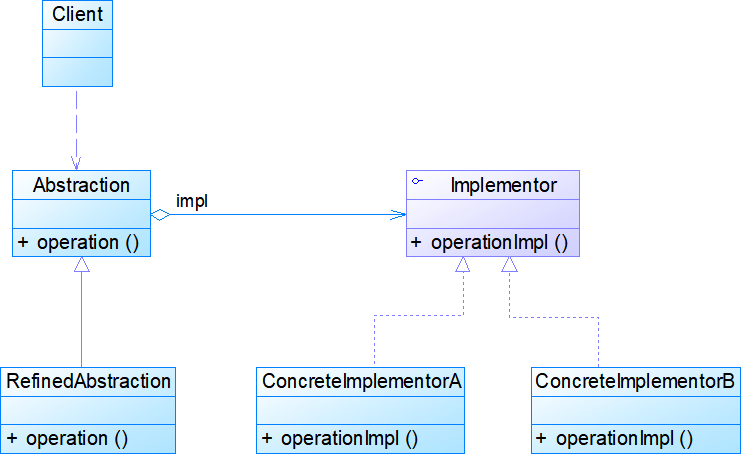 Client
Abstraction
+ operation ()
impl
Implementor
+ operationImpl ()
RefinedAbstraction
+ operation ()
ConcreteImplementorA
+ operationImpl ()
ConcreteImplementorB
+ operationImpl ()